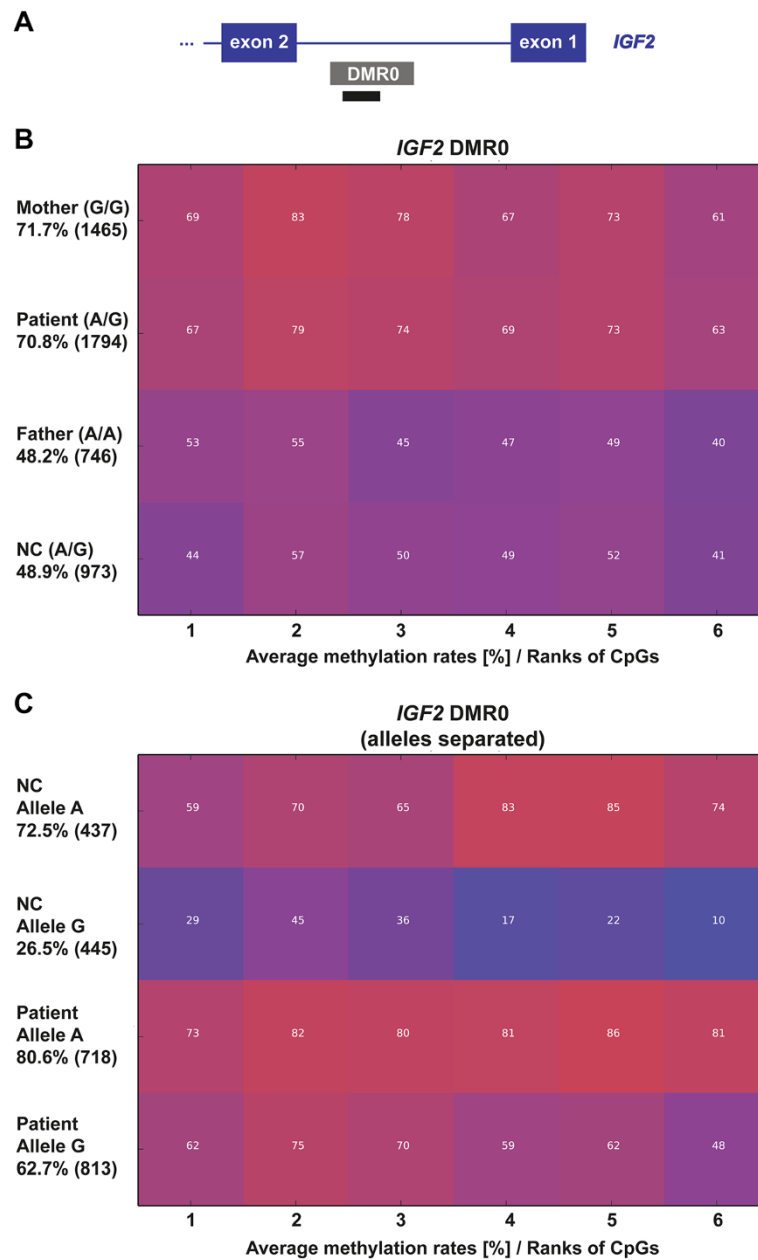 A
... exon 2 exon 1 IGF2
DMR0
B
IGF2 DMR0
Mother (G/G)
71.7% (1465)
69 83 78 67 73 61
Patient (A/G)
70.8% (1794)
67 79 74 69 73 63
Father (A/A)
48.2% (746)
53 55 45 47 49 40
NC (A/G)
48.9% (973)
44 57 50 49 52 41
1 2 3 4 5 6
Average methylation rates [%] / Ranks of CpGs
C
IGF2 DMR0
(alleles separated)
NC
Allele A
72.5% (437)
59 70 65 83 85 74
NC
Allele G
26.5% (445)
29 45 36 17 22 10
Patient
Allele A
80.6% (718)
73 82 80 81 86 81
Patient
Allele G
62.7% (813)
62 75 70 59 62 48
1 2 3 4 5 6
Average methylation rates [%] / Ranks of CpGs